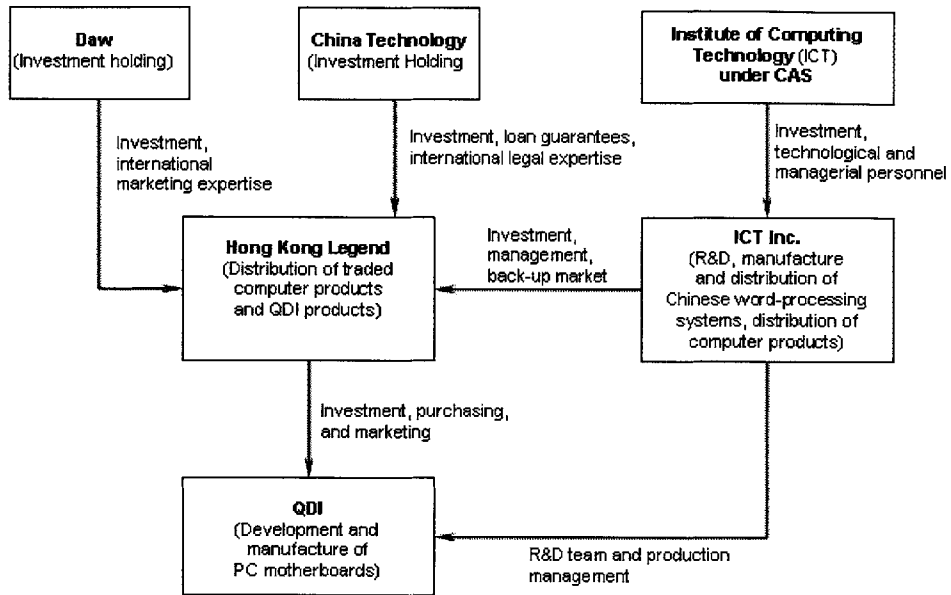 Daw
(Investment holding)
China Technology
(Investment Holding
Institute of Computing
Technology (ICT)
under CAS
Investment,
international
marketing expertise
Investment, loan guarantees,
international legal expertise
Investment,
technological and
managerial personnel
Hong Kong Legend
(Distribution of traded
computer products
and QDI products)
Investment,
management,
back-up market
ICT Inc.
(R&D, manufacture
and distribution of
Chinese word-processing
systems, distribution of
computer products)
Investment, purchasing,
and marketing
QDI
(Development and
manufacture of
PC motherboards)
R&D team and production
management